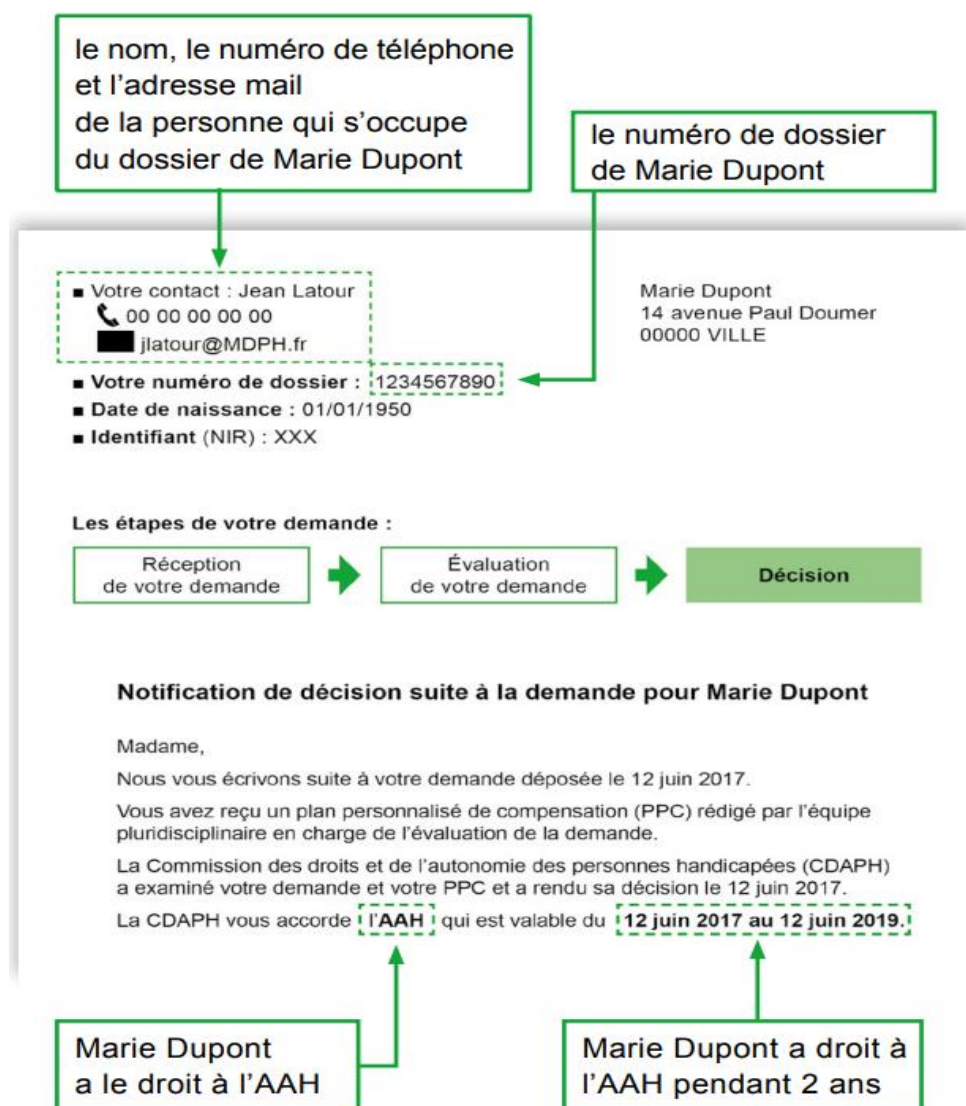 le nom, le numéro de téléphone
et l'adresse mail
de la personne qui s'occupe
du dossier de Marie Dupont
le numéro de dossier
de Marie Dupont
■ Votre contact : Jean Latour
00 00 00 00 00
jlatour@MDPH.fr
Marie Dupont
14 avenue Paul Doumer
00000 VILLE
■ Votre numéro de dossier : 1234567890
■ Date de naissance : 01/01/1950
■ Identifiant (NIR) : XXX
Les étapes de votre demande :
Réception
de votre demande
Évaluation
de votre demande
Décision
Notification de décision suite à la demande pour Marie Dupont
Madame,
Nous vous écrivons suite à votre demande déposée le 12 juin 2017.
Vous avez reçu un plan personnalisé de compensation (PPC) rédigé par l'équipe
pluridisciplinaire en charge de l'évaluation de la demande.
La Commission des droits et de l'autonomie des personnes handicapées (CDAPH)
a examiné votre demande et votre PPC et a rendu sa décision le 12 juin 2017.
La CDAPH vous accorde l'AAH qui est valable du 12 juin 2017 au 12 juin 2019.
Marie Dupont
a le droit à l'AAH
Marie Dupont a droit à
l'AAH pendant 2 ans